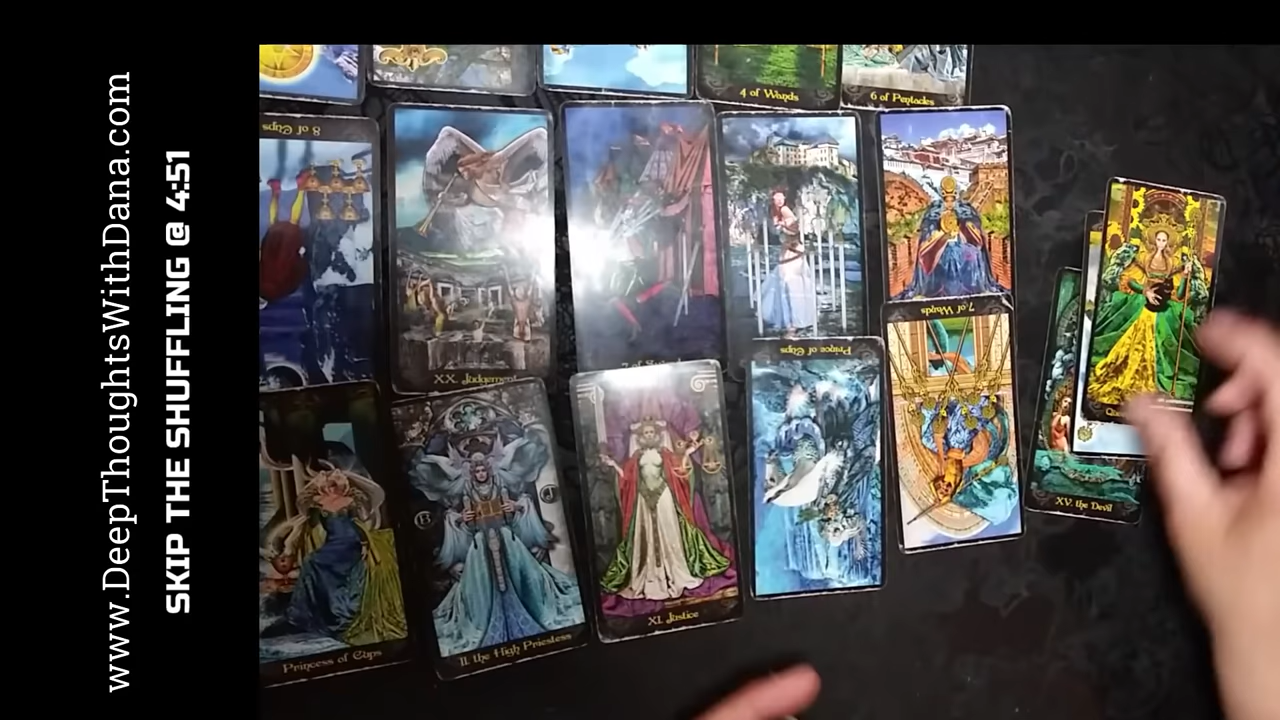 www.DeepThoughtsWithDana.com
SKIP THE SHUFFLING @ 4:51
4 of Wands
6 of Pentacles
8 of Cups
XX. Judgement
7 of Wands
Prince of Cups
XV. the Devil
XI. Justice
II. the High Priestess
Princess of Cups